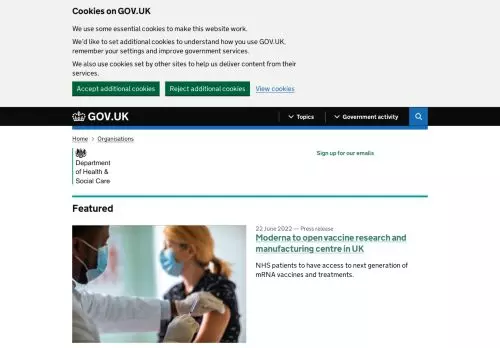 Cookies on GOV.UK
We use some essential cookies to make this website work.
We'd like to set additional cookies to understand how you use GOV.UK,
remember your settings and improve government services.
We also use cookies set by other sites to help us deliver content from their
services.
Accept additional cookies Reject additional cookies View cookies
GOV.UK Topics Government activity
Home > Organisations
Department
of Health &
Social Care
Sign up for our emails
Featured
22 June 2022 — Press release
Moderna to open vaccine research and
manufacturing centre in UK
NHS patients to have access to next generation of
mRNA vaccines and treatments.